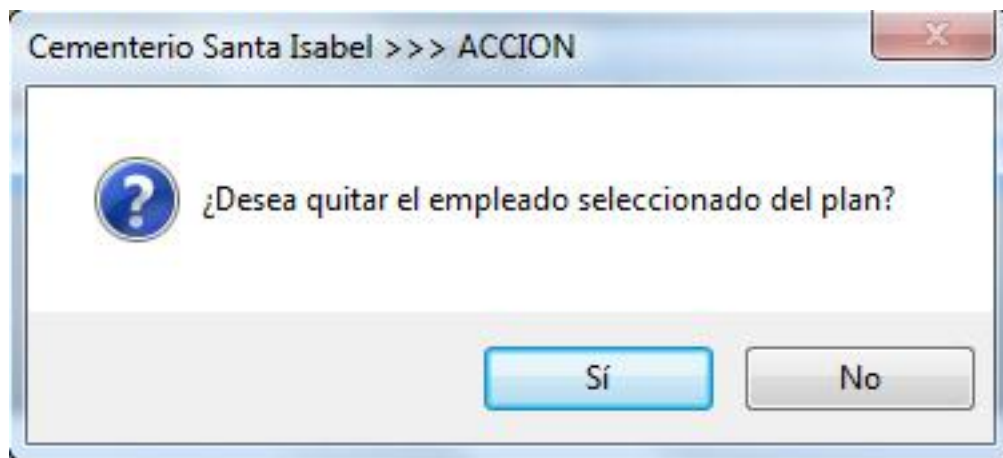 Cementerio Santa Isabel >>> ACCION
¿Desea quitar el empleado seleccionado del plan?
Sí
No